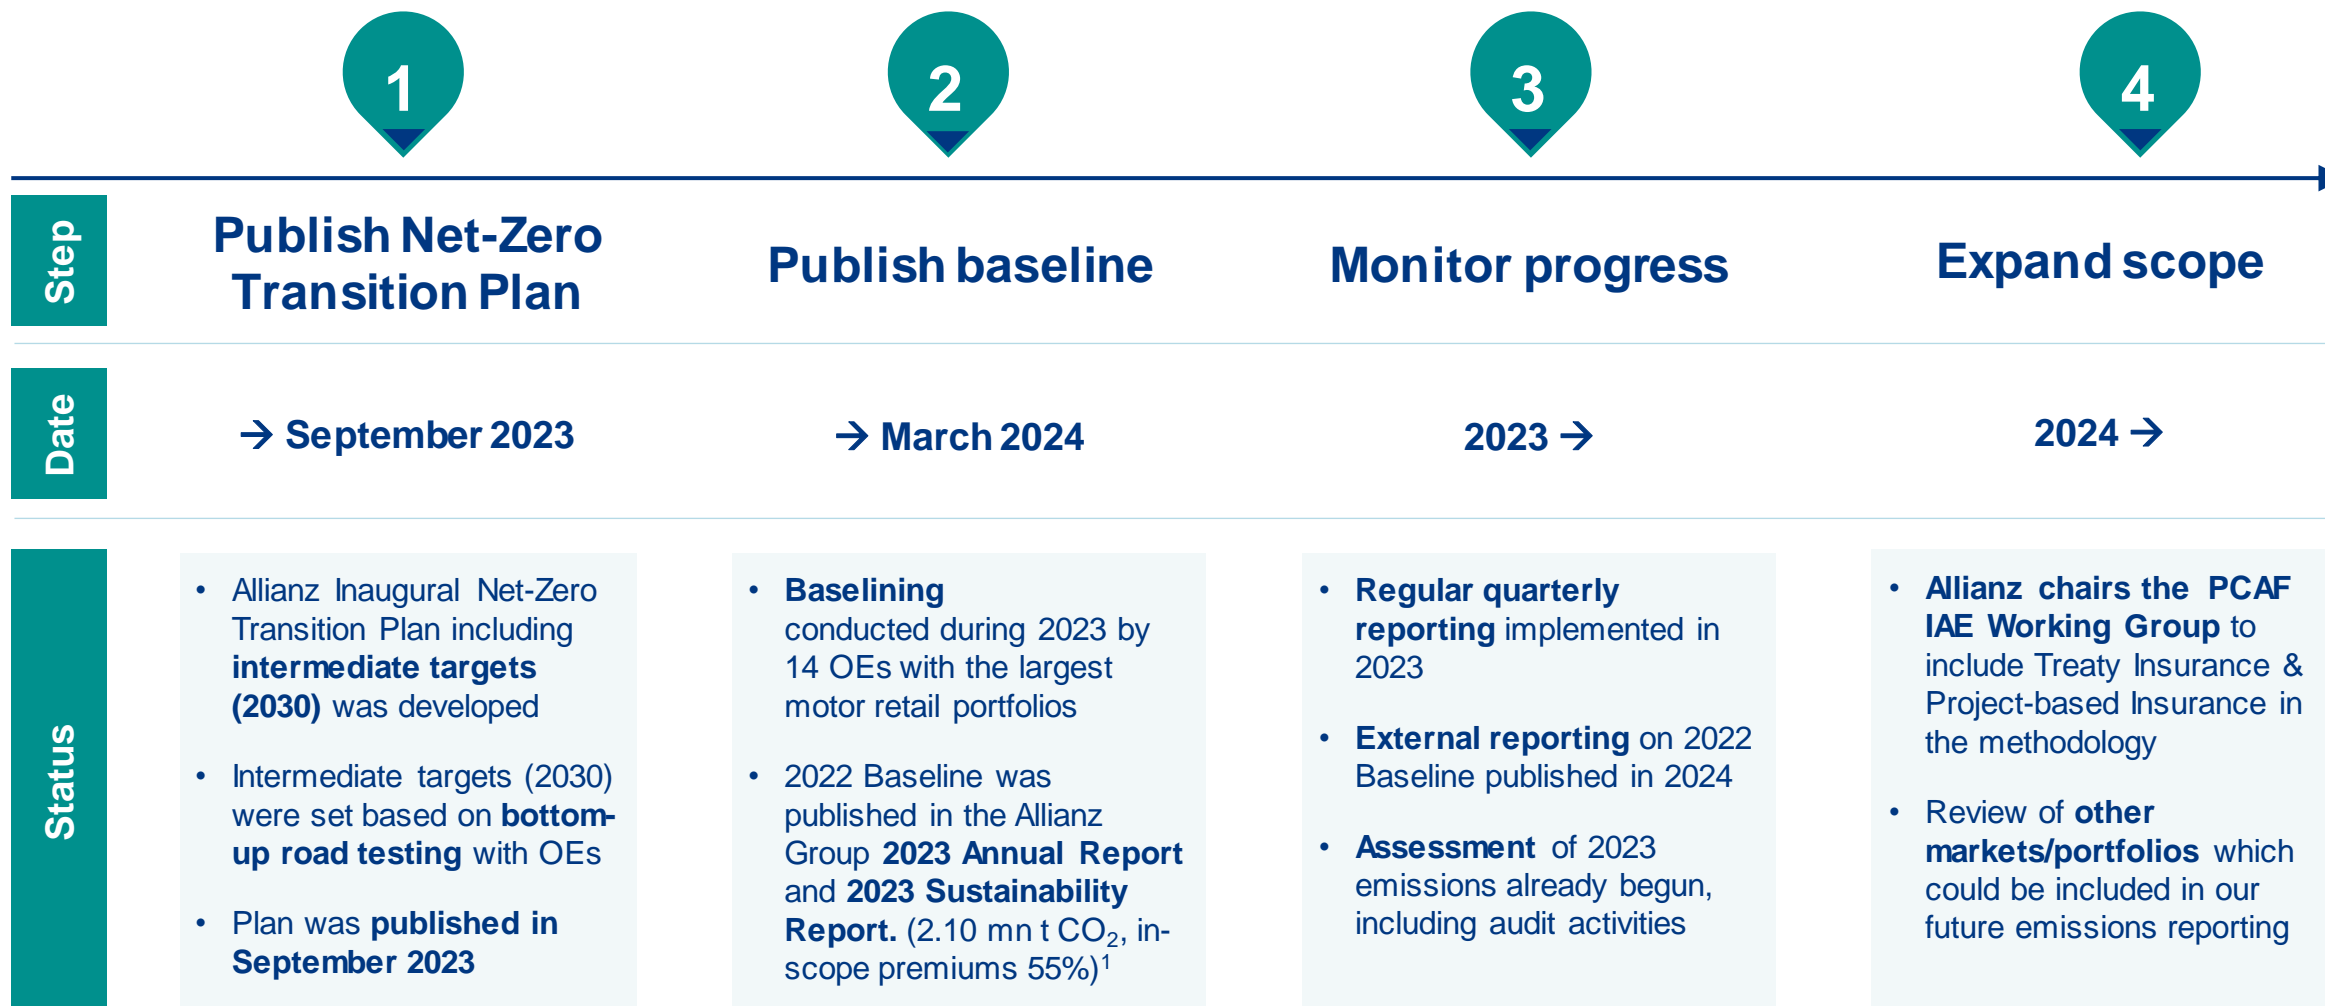 1
2
3
4
Step
Publish Net-Zero
Transition Plan
Publish baseline
Monitor progress
Expand scope
Date
→ September 2023
→ March 2024
2023 →
2024 →
Status
• Allianz Inaugural Net-Zero
Transition Plan including
intermediate targets
(2030) was developed
• Intermediate targets (2030)
were set based on bottom-
up road testing with OEs
• Plan was published in
September 2023
• Baselining
conducted during 2023 by
14 OEs with the largest
motor retail portfolios
• 2022 Baseline was
published in the Allianz
Group 2023 Annual Report
and 2023 Sustainability
Report. (2.10 mn t CO₂, in-
scope premiums 55%)¹
• Regular quarterly
reporting implemented in
2023
• External reporting on 2022
Baseline published in 2024
• Assessment of 2023
emissions already begun,
including audit activities
• Allianz chairs the PCAF
IAE Working Group to
include Treaty Insurance &
Project-based Insurance in
the methodology
• Review of other
markets/portfolios which
could be included in our
future emissions reporting